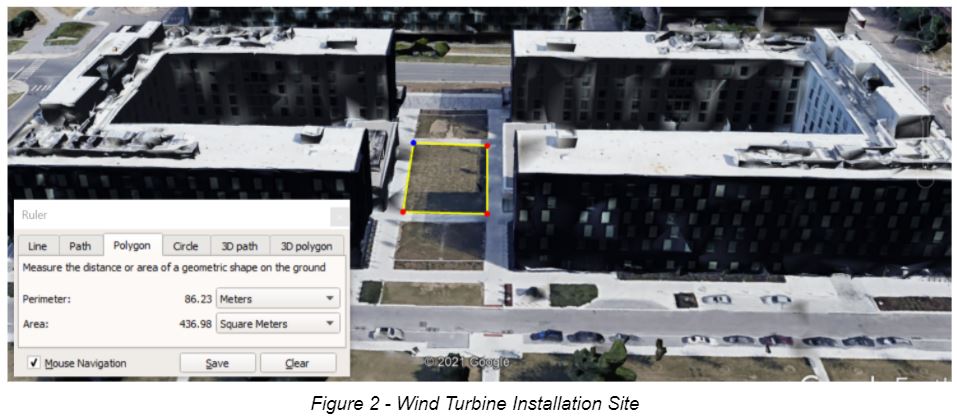 Ruler
Line Path Polygon Circle 3D path 3D polygon
Measure the distance or area of a geometric shape on the ground
Perimeter: 86.23 Meters
Area: 436.98 Square Meters
Mouse Navigation Save Clear
© 2021 Google
Figure 2 - Wind Turbine Installation Site